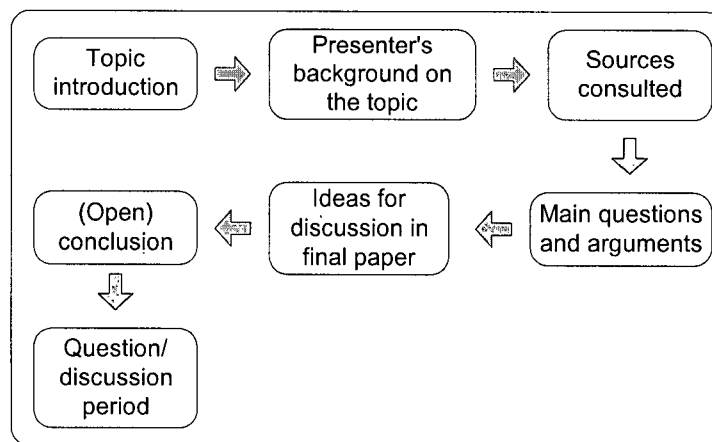 Topic
introduction
Presenter's
background on
the topic
Sources
consulted
Main questions
and arguments
Ideas for
discussion in
final paper
(Open)
conclusion
Question/
discussion
period